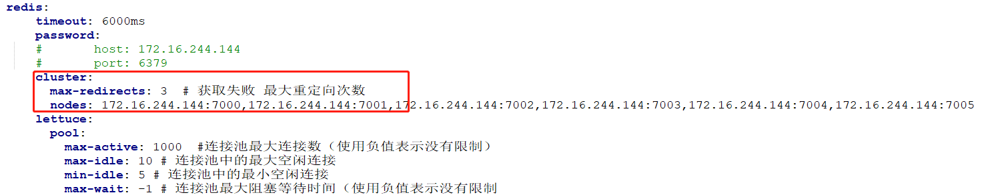 redis:
    timeout: 6000ms
    password:
    #       host: 172.16.244.144
    #       port: 6379
    cluster:
      max-redirects: 3  # 获取失败 最大重定向次数
      nodes: 172.16.244.144:7000,172.16.244.144:7001,172.16.244.144:7002,172.16.244.144:7003,172.16.244.144:7004,172.16.244.144:7005
    lettuce:
      pool:
        max-active: 1000  #连接池最大连接数（使用负值表示没有限制）
        max-idle: 10 # 连接池中的最大空闲连接
        min-idle: 5 # 连接池中的最小空闲连接
        max-wait: -1 # 连接池最大阻塞等待时间（使用负值表示没有限制